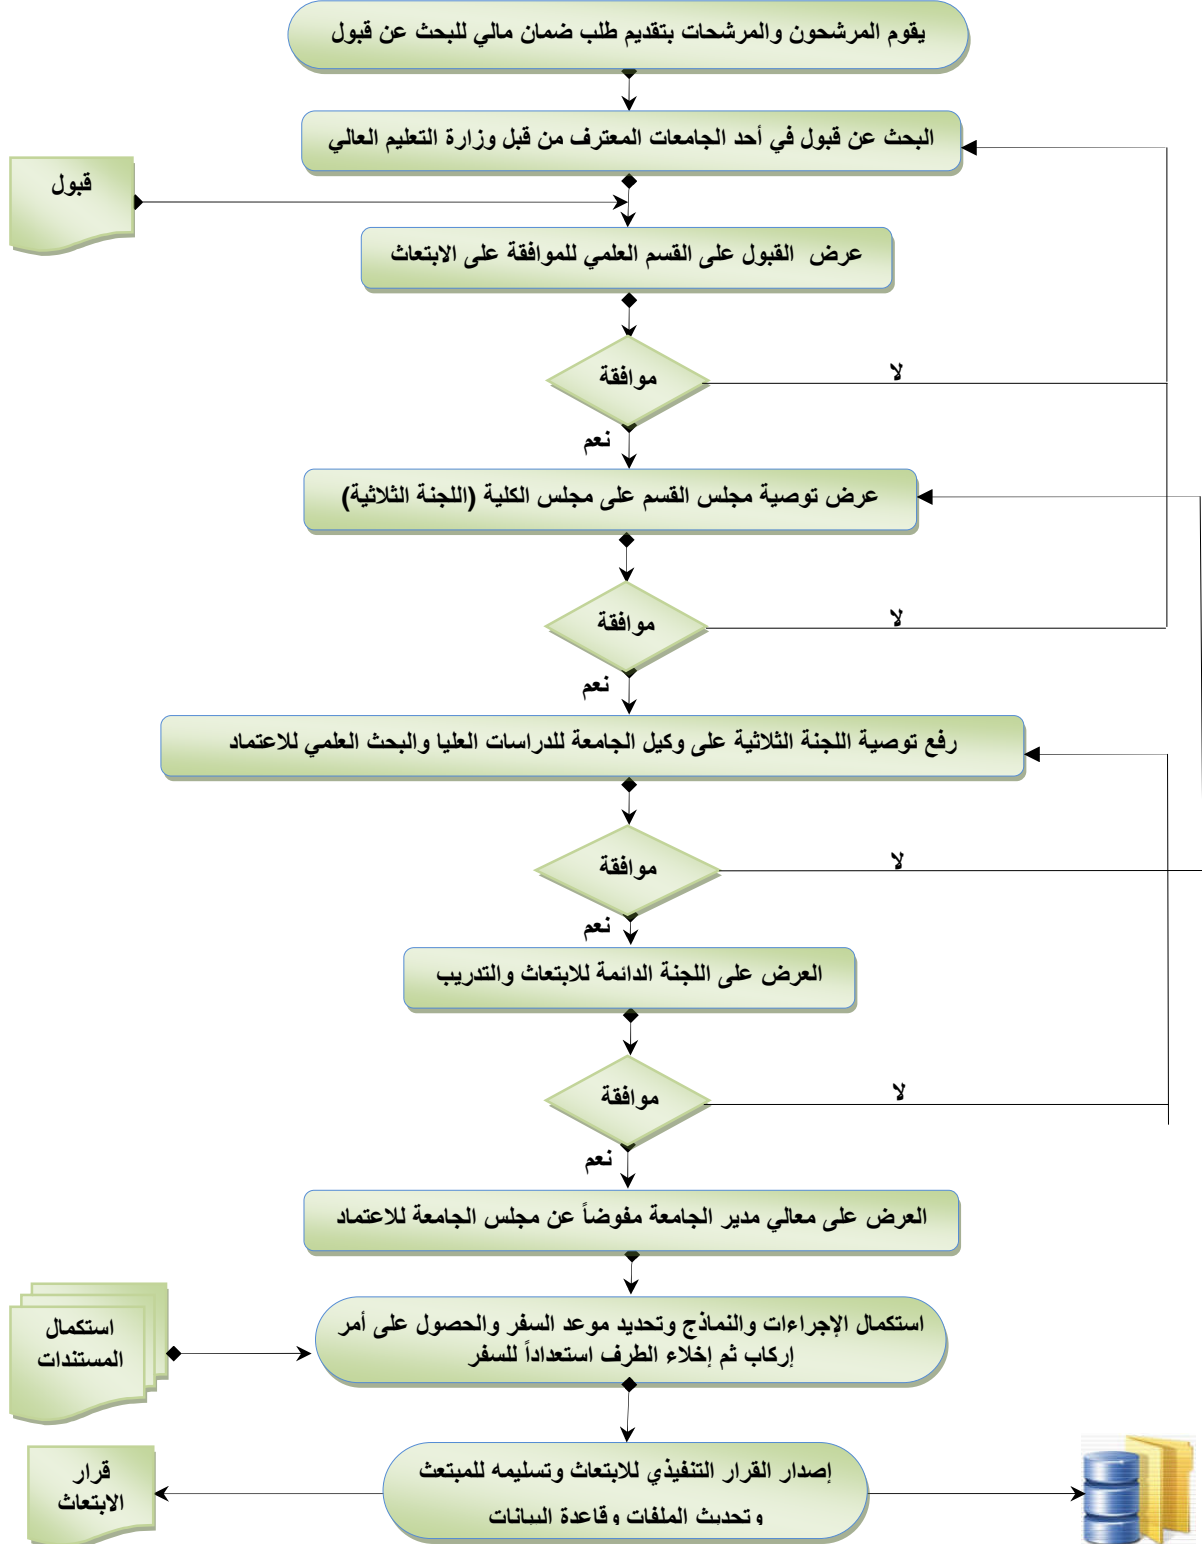 يقوم المرشحون والمرشحات بتقديم طلب ضمان مالي للبحث عن قبول
البحث عن قبول في أحد الجامعات المعترف من قبل وزارة التعليم العالي
قبول
عرض القبول على القسم العلمي للموافقة على الابتعاث
موافقة
لا
نعم
عرض توصية مجلس القسم على مجلس الكلية (اللجنة الثلاثية)
موافقة
لا
نعم
رفع توصية اللجنة الثلاثية على وكيل الجامعة للدراسات العليا والبحث العلمي للاعتماد
موافقة
لا
نعم
العرض على اللجنة الدائمة للابتعاث والتدريب
موافقة
لا
نعم
العرض على معالي مدير الجامعة مفوضاً عن مجلس الجامعة للاعتماد
استكمال الإجراءات والنماذج وتحديد موعد السفر والحصول على أمر
إركاب ثم إخلاء الطرف استعداداً للسفر
استكمال
المستندات
إصدار القرار التنفيذي للابتعاث وتسليمه للمبتعث
وتحديث الملفات وقاعدة البيانات
قرار
الابتعاث